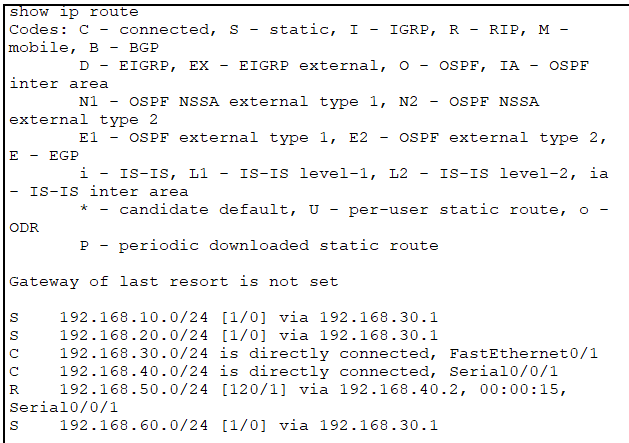 show ip route
Codes: C - connected, S - static, I - IGRP, R - RIP, M -
mobile, B - BGP
D - EIGRP, EX - EIGRP external, O - OSPF, IA - OSPF
inter area
N1 - OSPF NSSA external type 1, N2 - OSPF NSSA
external type 2
E1 - OSPF external type 1, E2 - OSPF external type 2,
E - EGP
i - IS-IS, L1 - IS-IS level-1, L2 - IS-IS level-2, ia
- IS-IS inter area
* - candidate default, U - per-user static route, o -
ODR
P - periodic downloaded static route
Gateway of last resort is not set
S 192.168.10.0/24 [1/0] via 192.168.30.1
S 192.168.20.0/24 [1/0] via 192.168.30.1
C 192.168.30.0/24 is directly connected, FastEthernet0/1
C 192.168.40.0/24 is directly connected, Serial0/0/1
R 192.168.50.0/24 [120/1] via 192.168.40.2, 00:00:15,
Serial0/0/1
S 192.168.60.0/24 [1/0] via 192.168.30.1